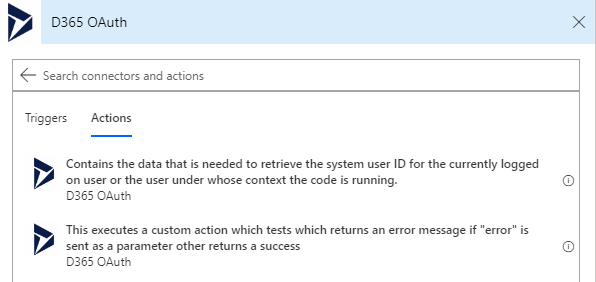 D365 OAuth
Search connectors and actions
Triggers Actions
Contains the data that is needed to retrieve the system user ID for the currently logged
on user or the user under whose context the code is running.
D365 OAuth
This executes a custom action which tests which returns an error message if "error" is
sent as a parameter other returns a success
D365 OAuth